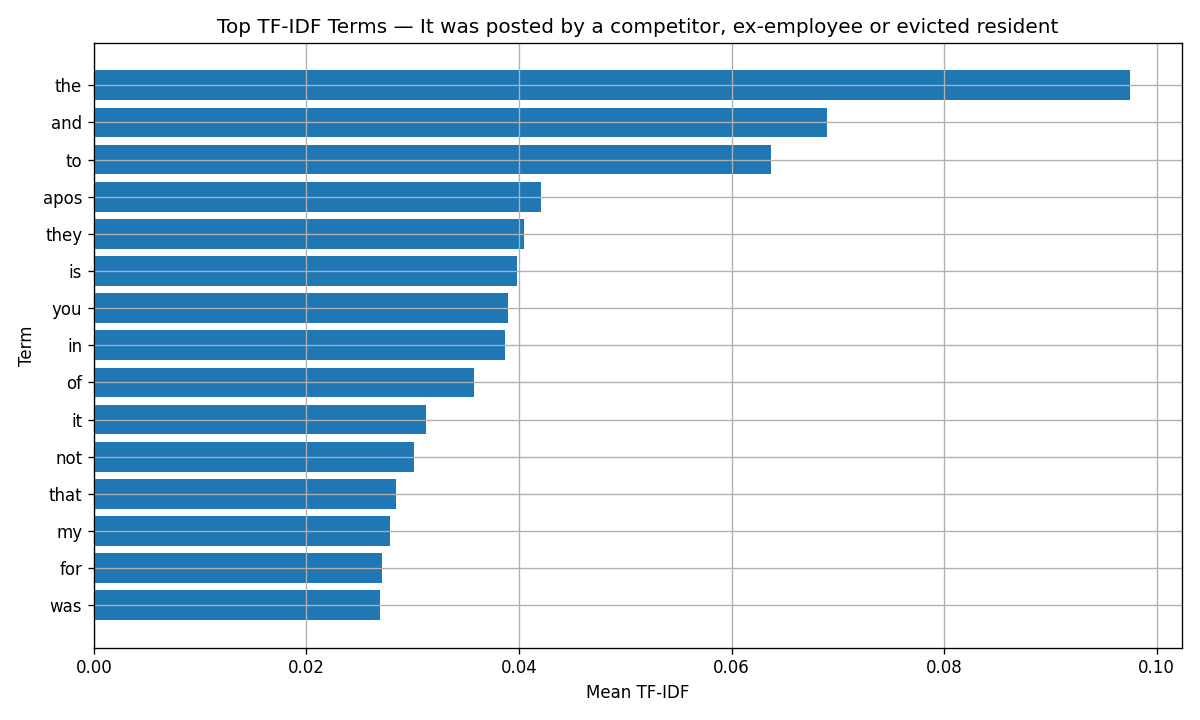 Top TF-IDF Terms — It was posted by a competitor, ex-employee or evicted resident
the
and
to
apos
they
is
you
in
of
it
not
that
my
for
was
Term
0.00 0.02 0.04 0.06 0.08 0.10
Mean TF-IDF